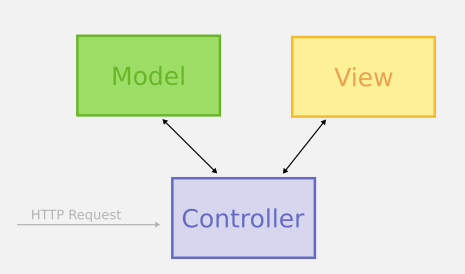 Model
View
HTTP Request
Controller